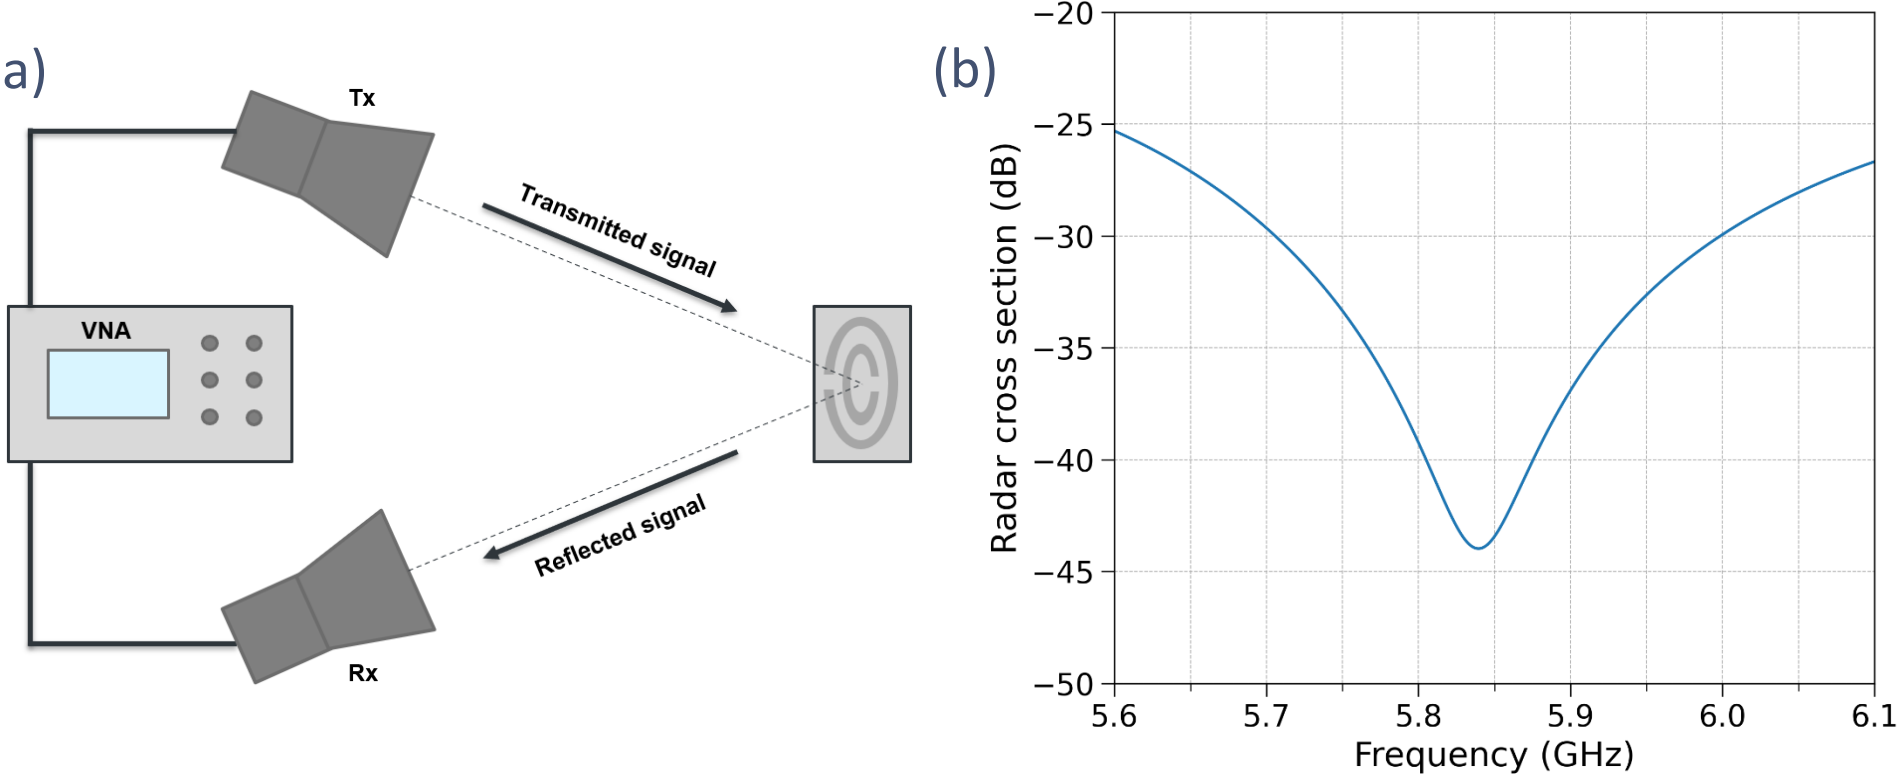 a)
Tx
Transmitted signal
VNA
Reflected signal
Rx
(b)
Radar cross section (dB)
−20
−25
−30
−35
−40
−45
−50
5.6 5.7 5.8 5.9 6.0 6.1
Frequency (GHz)